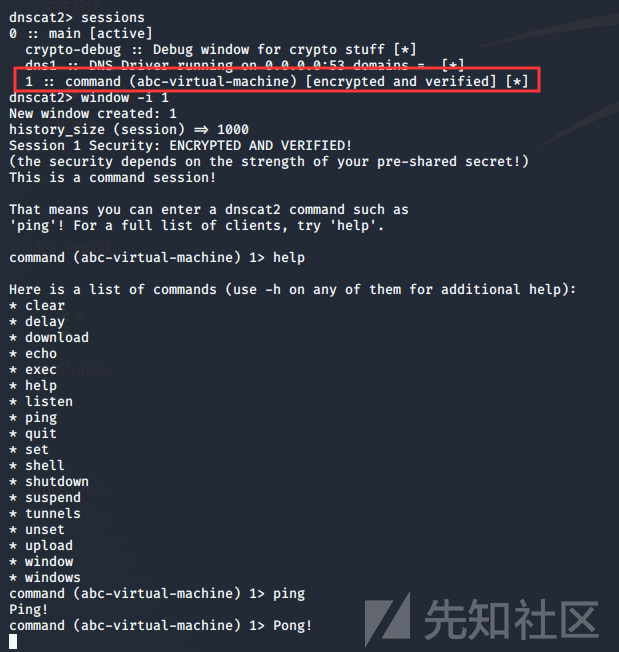 dnscat2> sessions
0 :: main [active]
  crypto-debug :: Debug window for crypto stuff [*]
  dns1 :: DNS Driver running on 0.0.0.0:53 domains =  [*]
  1 :: command (abc-virtual-machine) [encrypted and verified] [*]
dnscat2> window -i 1
New window created: 1
history_size (session) => 1000
Session 1 Security: ENCRYPTED AND VERIFIED!
(the security depends on the strength of your pre-shared secret!)
This is a command session!

That means you can enter a dnscat2 command such as
'ping'! For a full list of clients, try 'help'.

command (abc-virtual-machine) 1> help

Here is a list of commands (use -h on any of them for additional help):
* clear
* delay
* download
* echo
* exec
* help
* listen
* ping
* quit
* set
* shell
* shutdown
* suspend
* tunnels
* unset
* upload
* window
* windows
command (abc-virtual-machine) 1> ping
Ping!
command (abc-virtual-machine) 1> Pong!
先知社区